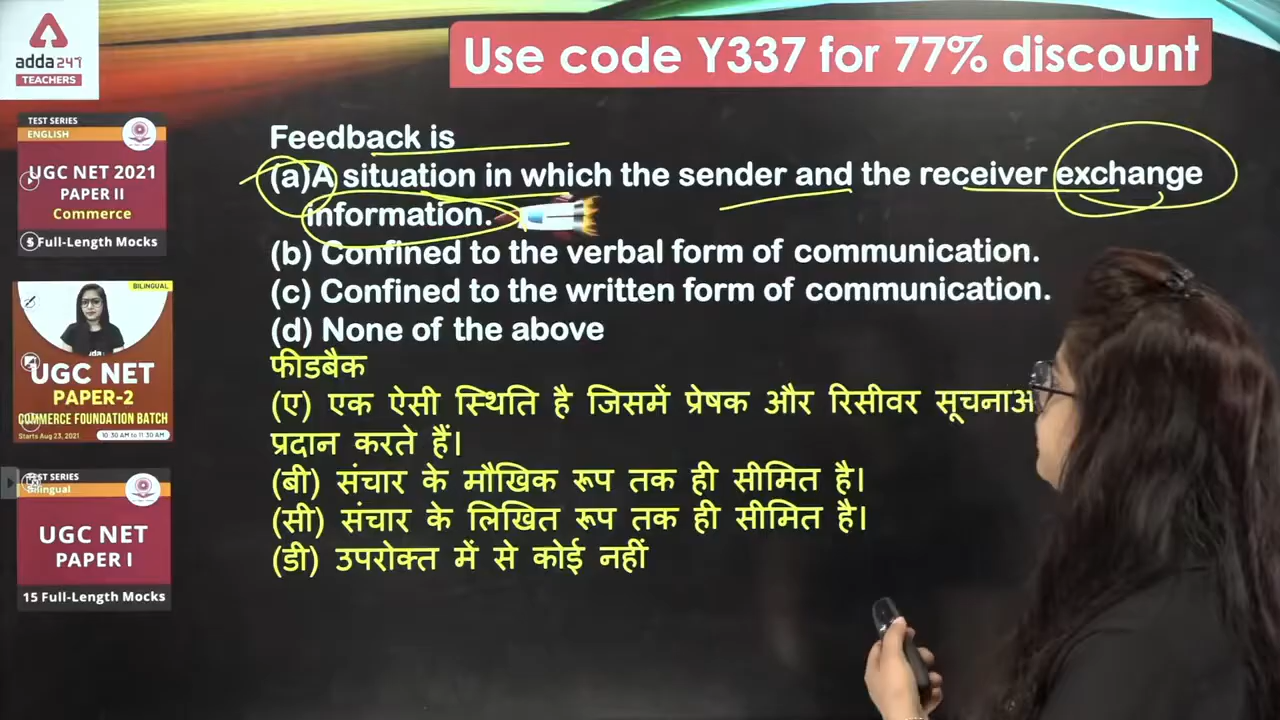 adda247
TEACHERS
Use code Y337 for 77% discount
TEST SERIES
ENGLISH
UGC NET 2021
PAPER II
Commerce
5 Full-Length Mocks
BILINGUAL
UGC NET
PAPER-2
COMMERCE FOUNDATION BATCH
Starts Aug 23, 2021 10:30 AM to 11:30 AM
TEST SERIES
Bilingual
UGC NET
PAPER I
15 Full-Length Mocks
Feedback is
(a)A situation in which the sender and the receiver exchange
information.
(b) Confined to the verbal form of communication.
(c) Confined to the written form of communication.
(d) None of the above
फीडबैक
(ए) एक ऐसी स्थिति है जिसमें प्रेषक और रिसीवर
प्रदान करते हैं।
(बी) संचार के मौखिक रूप तक ही सीमित है।
(सी) संचार के लिखित रूप तक ही सीमित है।
(डी) उपरोक्त में से कोई नहीं